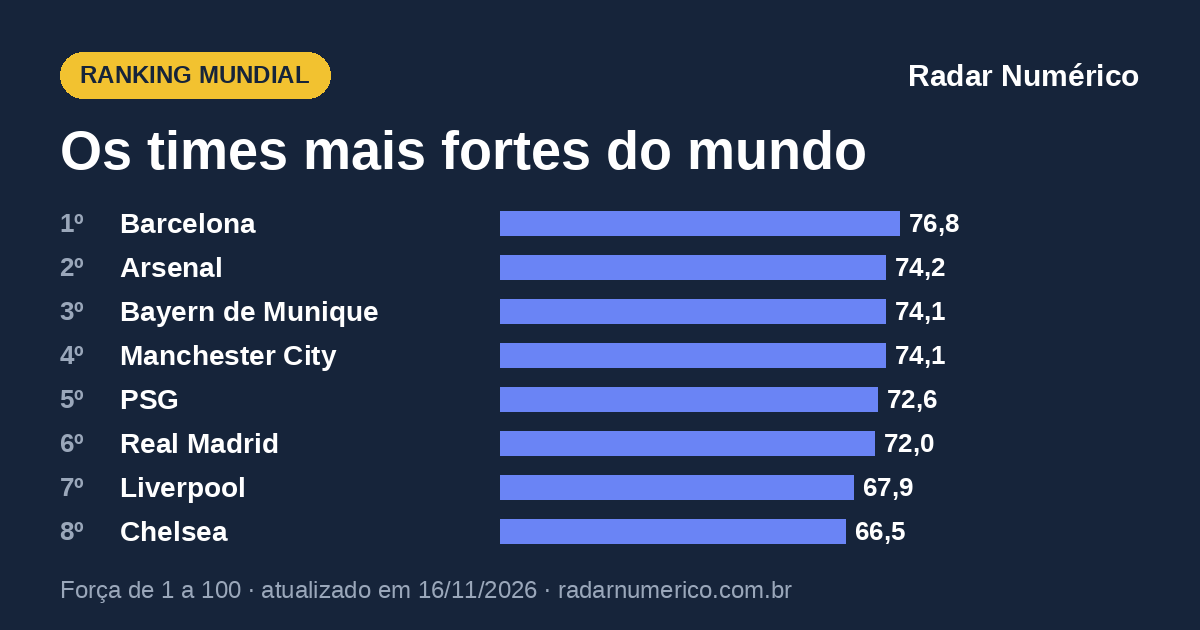 RANKING MUNDIAL
Radar Numérico
Os times mais fortes do mundo
1º Barcelona 76,8
2º Arsenal 74,2
3º Bayern de Munique 74,1
4º Manchester City 74,1
5º PSG 72,6
6º Real Madrid 72,0
7º Liverpool 67,9
8º Chelsea 66,5
Força de 1 a 100 · atualizado em 16/11/2026 · radarnumerico.com.br